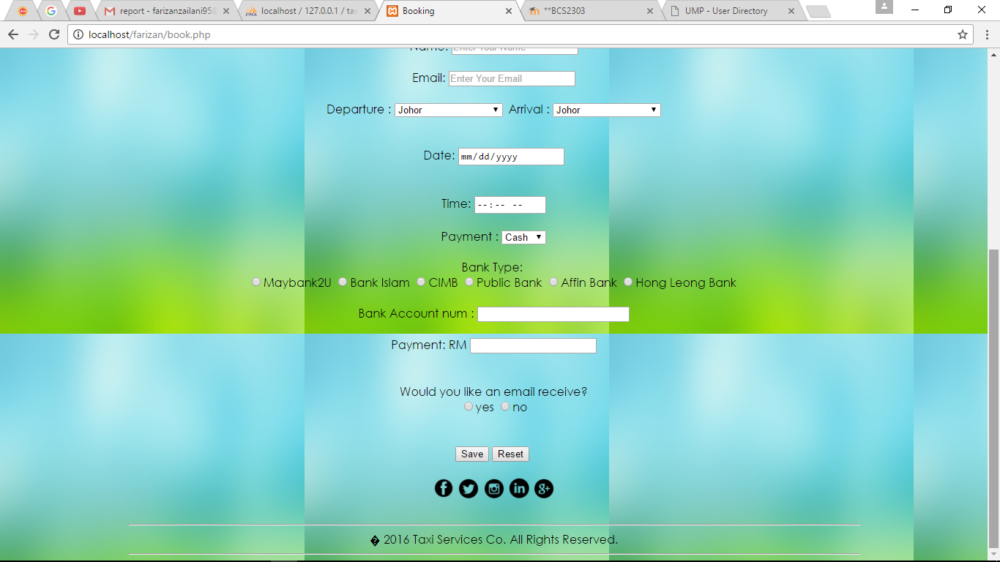 report - farizanzailani95@ localhost / 127.0.0.1 / ta Booking **BCS2303 UMP - User Directory
localhost/farizan/book.php
Name: Enter Your Name
Email: Enter Your Email
Departure : Johor Arrival : Johor
Date: mm/dd/yyyy
Time: --:-- --
Payment : Cash
Bank Type:
Maybank2U Bank Islam CIMB Public Bank Affin Bank Hong Leong Bank
Bank Account num :
Payment: RM
Would you like an email receive?
yes no
Save Reset
� 2016 Taxi Services Co. All Rights Reserved.